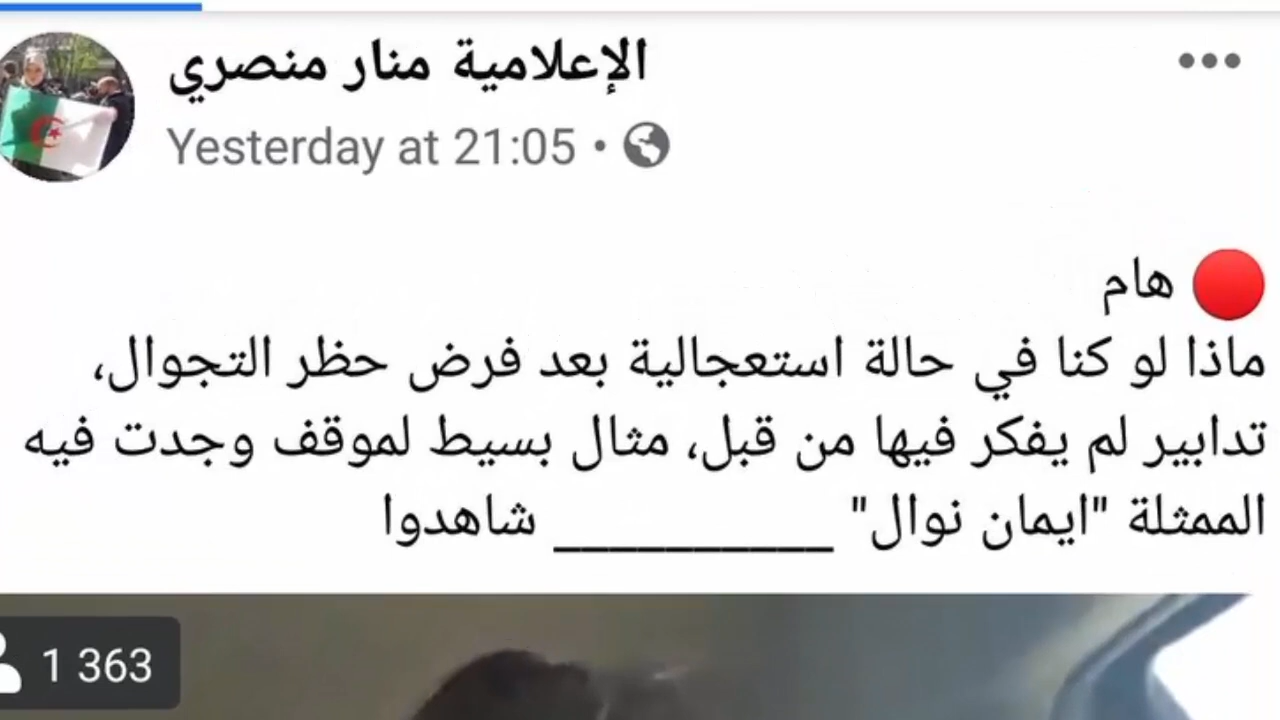 الإعلامية منار منصري
Yesterday at 21:05 •
هام
ماذا لو كنا في حالة استعجالية بعد فرض حظر التجوال،
تدابير لم يفكر فيها من قبل، مثال بسيط لموقف وجدت فيه
الممثلة "ايمان نوال" __________ شاهدوا
1 363